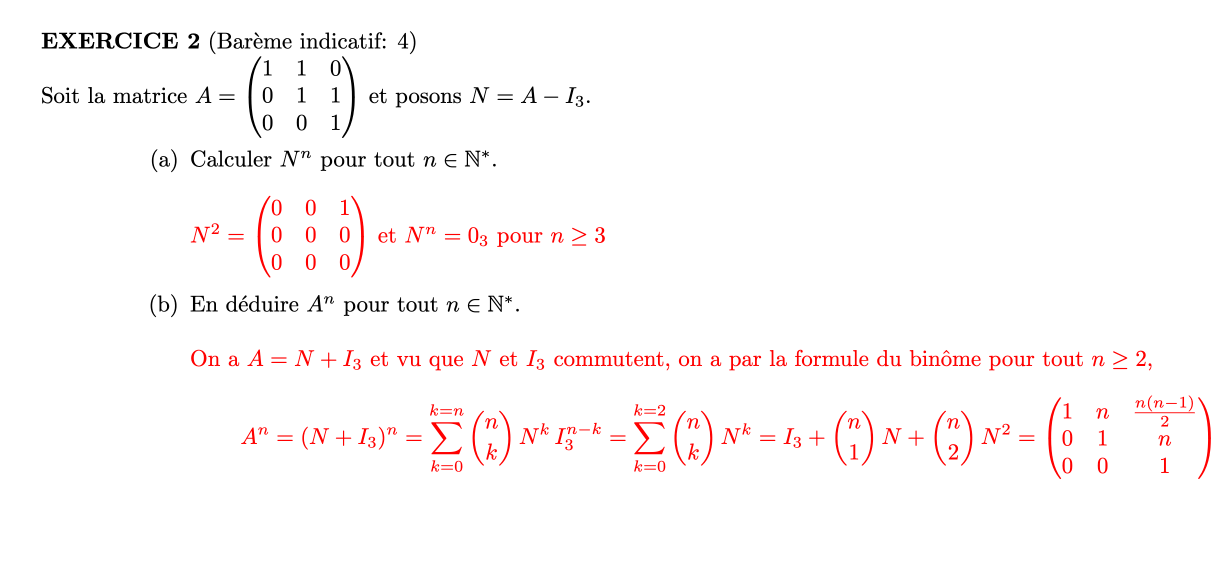 EXERCICE 2 (Barème indicatif: 4)
Soit la matrice $A = \begin{pmatrix} 1 & 1 & 0 \\ 0 & 1 & 1 \\ 0 & 0 & 1 \end{pmatrix}$ et posons $N = A - I_3$.
(a) Calculer $N^n$ pour tout $n \in \mathbb{N}^*$.
$N^2 = \begin{pmatrix} 0 & 0 & 1 \\ 0 & 0 & 0 \\ 0 & 0 & 0 \end{pmatrix}$ et $N^n = 0_3$ pour $n \geq 3$
(b) En déduire $A^n$ pour tout $n \in \mathbb{N}^*$.
On a $A = N + I_3$ et vu que $N$ et $I_3$ commutent, on a par la formule du binôme pour tout $n \geq 2$,
$A^n = (N + I_3)^n = \sum_{k=0}^{k=n} \binom{n}{k} N^k I_3^{n-k} = \sum_{k=0}^{k=2} \binom{n}{k} N^k = I_3 + \binom{n}{1} N + \binom{n}{2} N^2 = \begin{pmatrix} 1 & n & \frac{n(n-1)}{2} \\ 0 & 1 & n \\ 0 & 0 & 1 \end{pmatrix}$